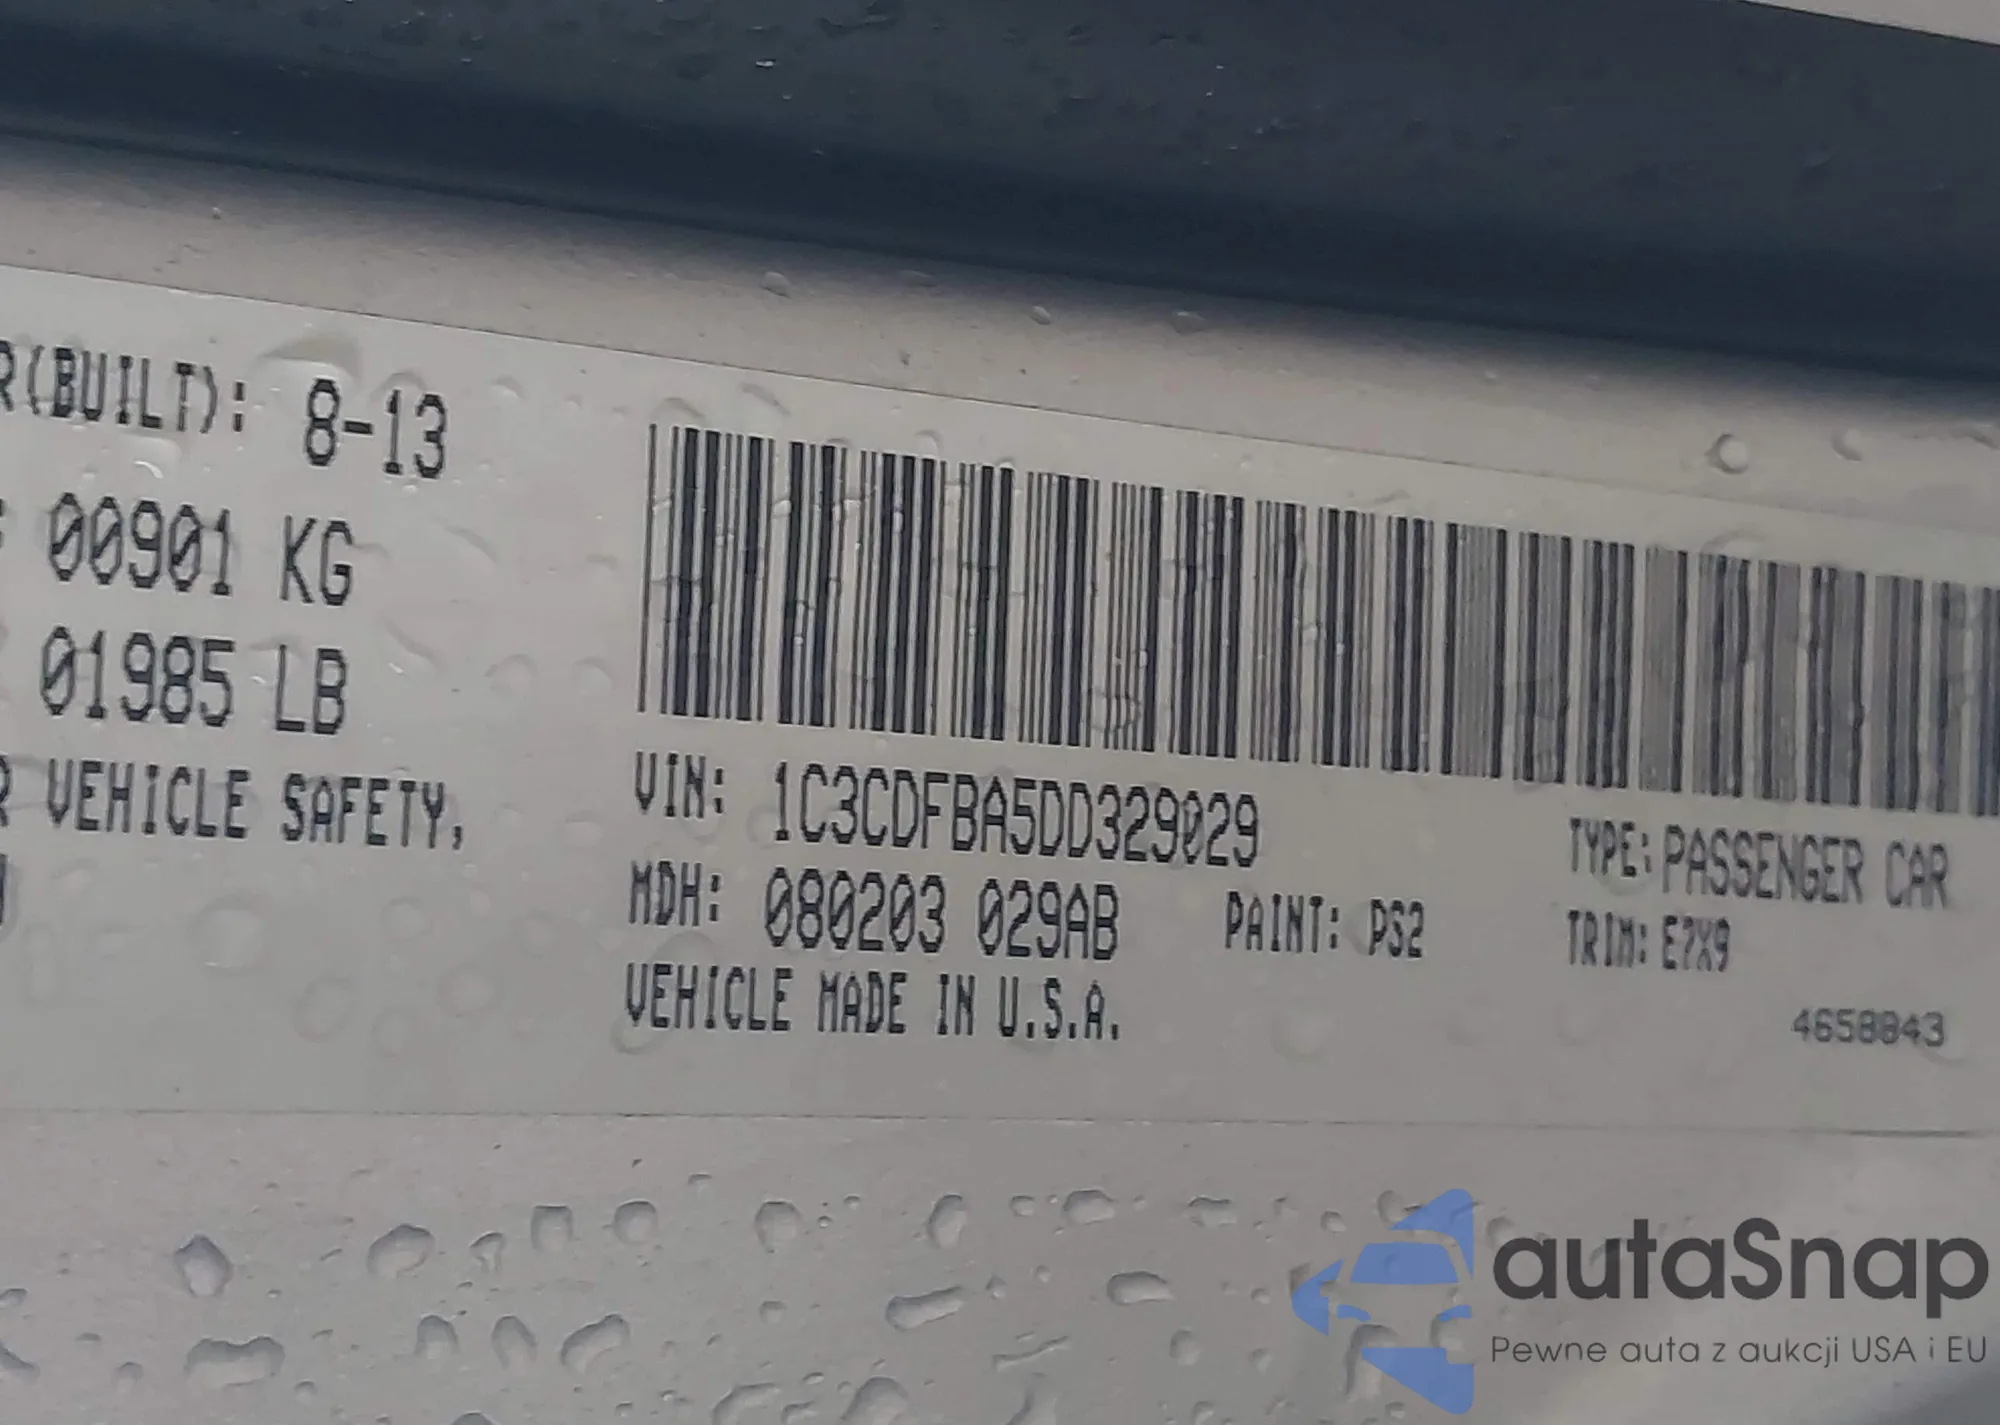 R(BUILT): 8-13
00901 KG
01985 LB
R VEHICLE SAFETY,
VIN: 1C3CDFBA5DD329029
TYPE: PASSENGER CAR
MDH: 080203 029AB PAINT: PS2
TRIM: E7X9
VEHICLE MADE IN U.S.A.
4658843
autaSnap
Pewne auta z aukcji USA i EU